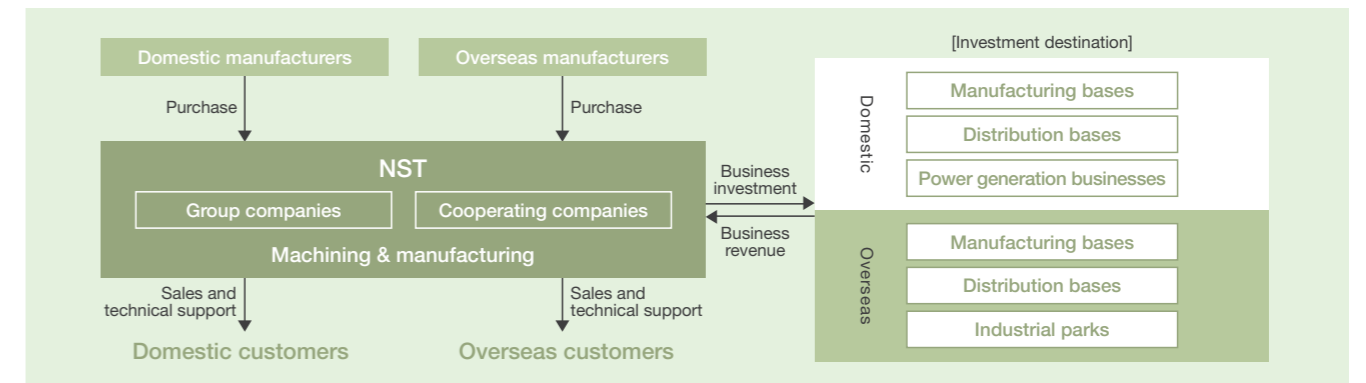 Domestic manufacturers
Overseas manufacturers
Purchase
Purchase
NST
Group companies
Cooperating companies
Machining & manufacturing
Sales and
technical support
Sales and
technical support
Domestic customers
Overseas customers
Business
investment
Business
revenue
[Investment destination]
Domestic
Manufacturing bases
Distribution bases
Power generation businesses
Overseas
Manufacturing bases
Distribution bases
Industrial parks